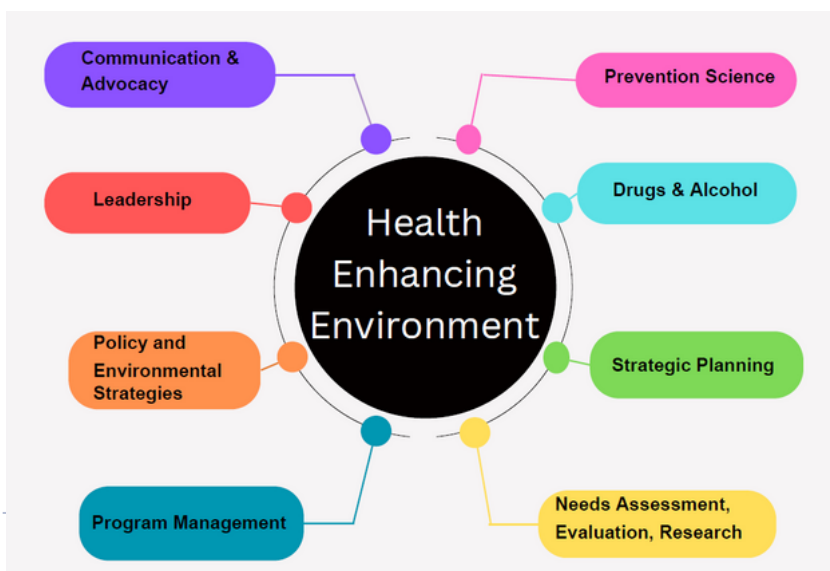 Communication &
Advocacy
Prevention Science
Leadership
Drugs & Alcohol
Health
Enhancing
Environment
Policy and
Environmental
Strategies
Strategic Planning
Program Management
Needs Assessment,
Evaluation, Research